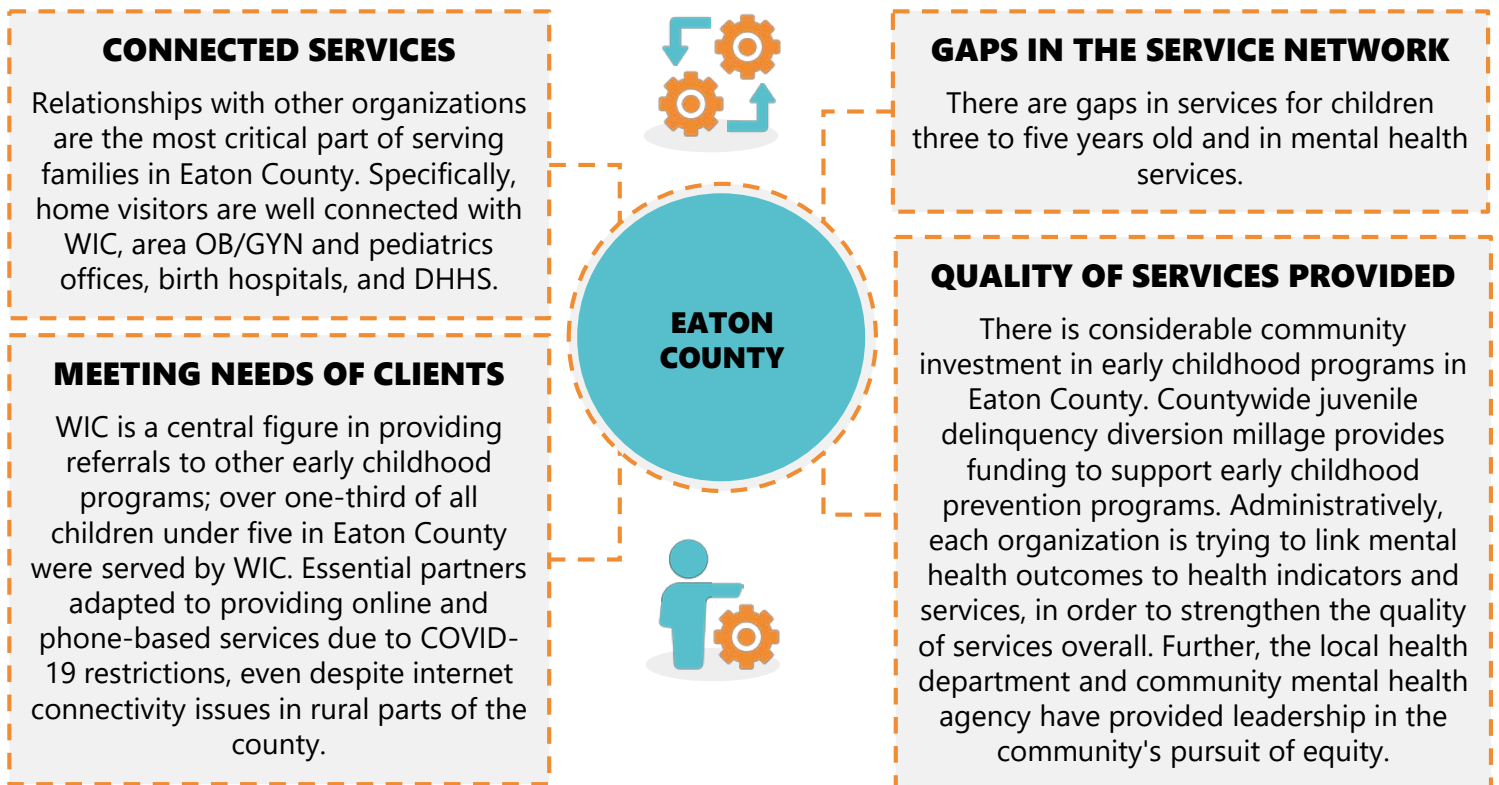 CONNECTED SERVICES
Relationships with other organizations
are the most critical part of serving
families in Eaton County. Specifically,
home visitors are well connected with
WIC, area OB/GYN and pediatrics
offices, birth hospitals, and DHHS.
MEETING NEEDS OF CLIENTS
WIC is a central figure in providing
referrals to other early childhood
programs; over one-third of all
children under five in Eaton County
were served by WIC. Essential partners
adapted to providing online and
phone-based services due to COVID-
19 restrictions, even despite internet
connectivity issues in rural parts of the
county.
EATON
COUNTY
GAPS IN THE SERVICE NETWORK
There are gaps in services for children
three to five years old and in mental health
services.
QUALITY OF SERVICES PROVIDED
There is considerable community
investment in early childhood programs in
Eaton County. Countywide juvenile
delinquency diversion millage provides
funding to support early childhood
prevention programs. Administratively,
each organization is trying to link mental
health outcomes to health indicators and
services, in order to strengthen the quality
of services overall. Further, the local health
department and community mental health
agency have provided leadership in the
community's pursuit of equity.